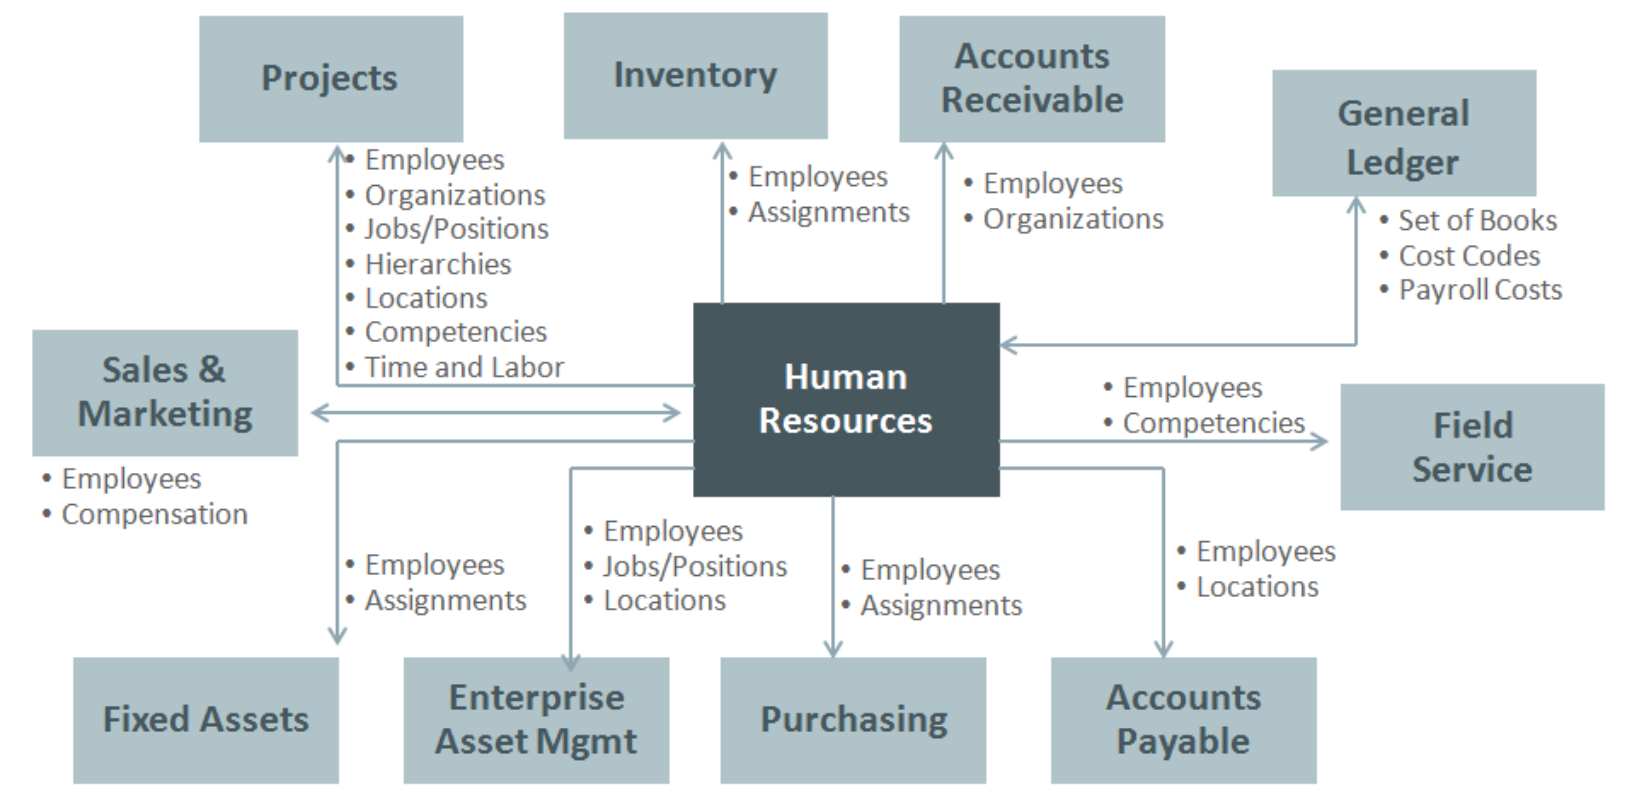 Projects
• Employees
• Organizations
• Jobs/Positions
• Hierarchies
• Locations
• Competencies
• Time and Labor
Inventory
• Employees
• Assignments
Accounts
Receivable
• Employees
• Organizations
General
Ledger
• Set of Books
• Cost Codes
• Payroll Costs
Sales &
Marketing
• Employees
• Compensation
Human
Resources
• Employees
• Competencies
Field
Service
• Employees
• Assignments
Fixed Assets
• Employees
• Jobs/Positions
• Locations
Enterprise
Asset Mgmt
• Employees
• Assignments
Purchasing
• Employees
• Locations
Accounts
Payable